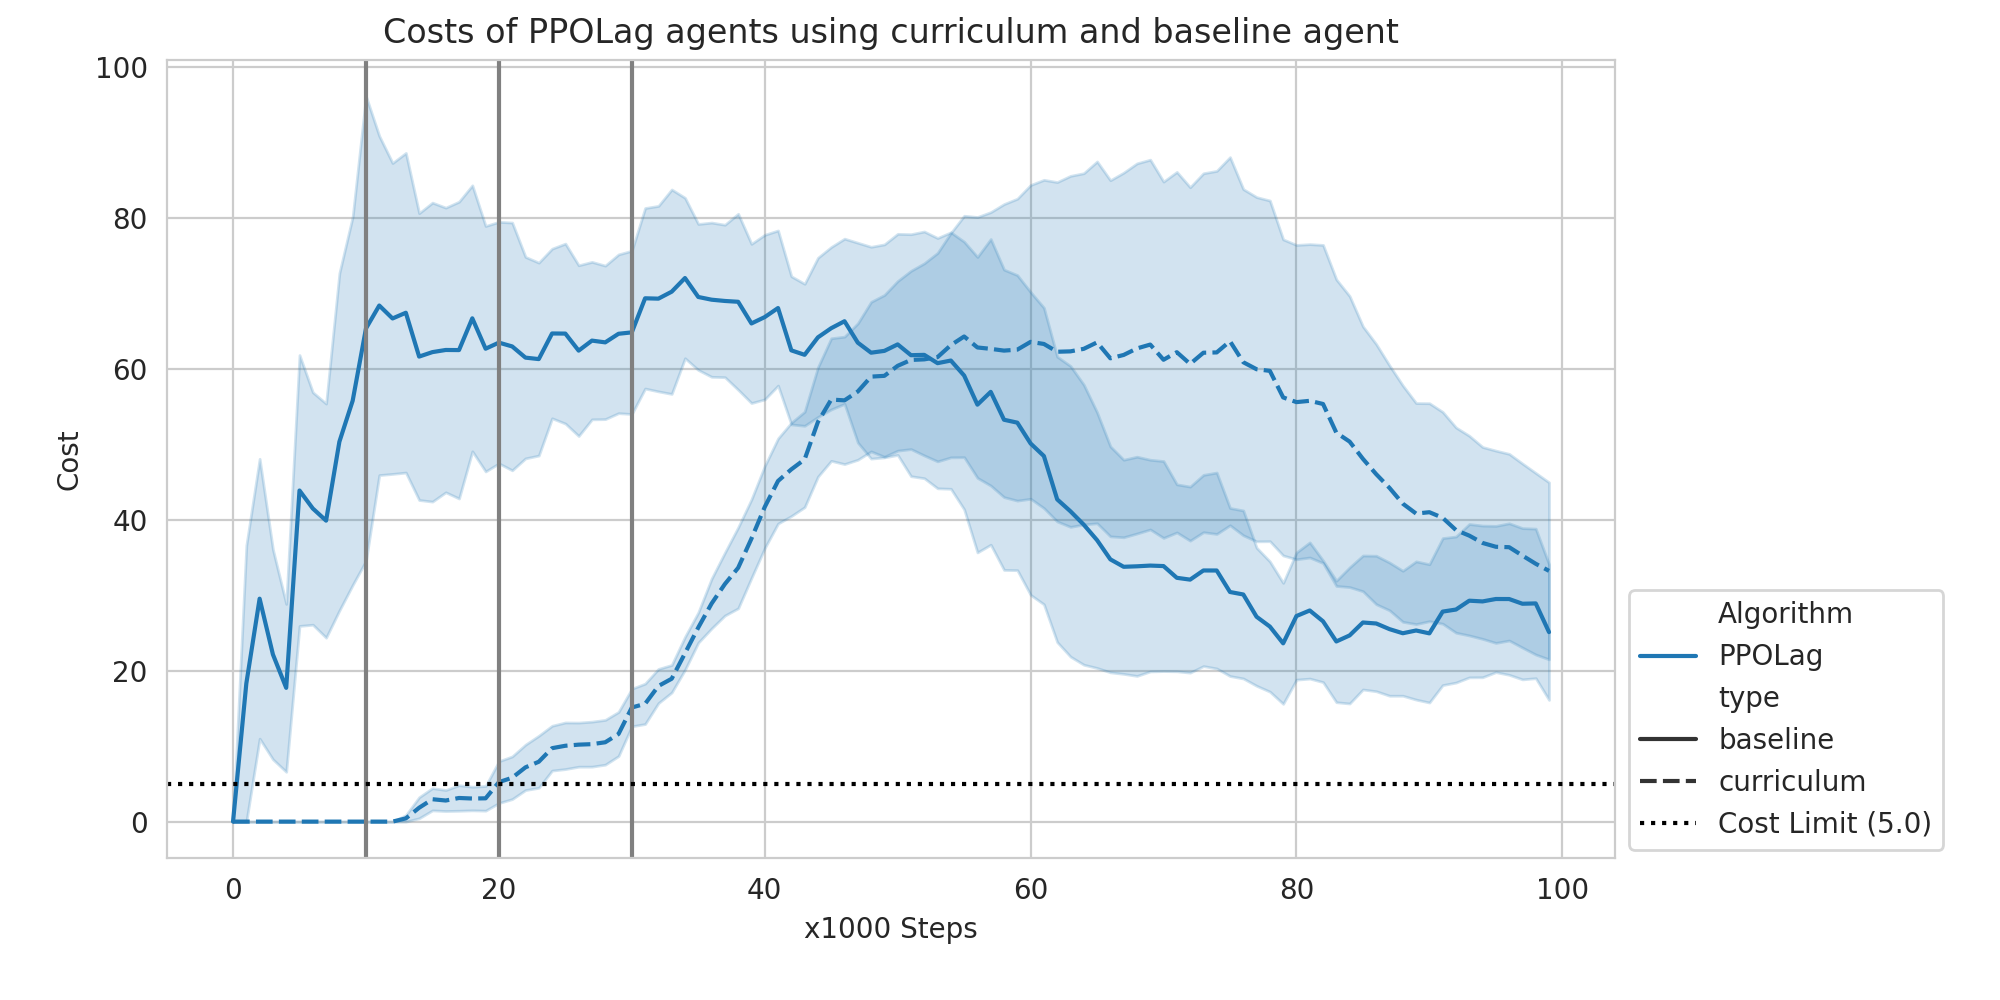 Costs of PPOLag agents using curriculum and baseline agent
100
80
60
40
20
0
Cost
0 20 40 60 80 100
x1000 Steps
Algorithm
PPOLag
type
baseline
curriculum
Cost Limit (5.0)